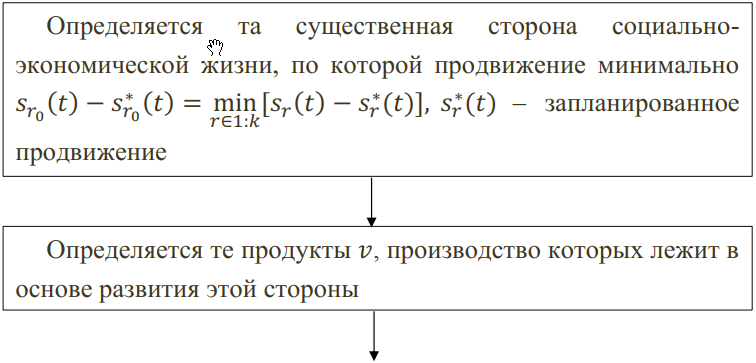 Определяется та существенная сторона социально-
экономической жизни, по которой продвижение минимально
$s_{r_0}(t) - s^*_{r_0}(t) = \min_{r \in 1:k}[s_r(t) - s^*_r(t)]$, $s^*_r(t)$ – запланированное
продвижение
Определяется те продукты $v$, производство которых лежит в
основе развития этой стороны